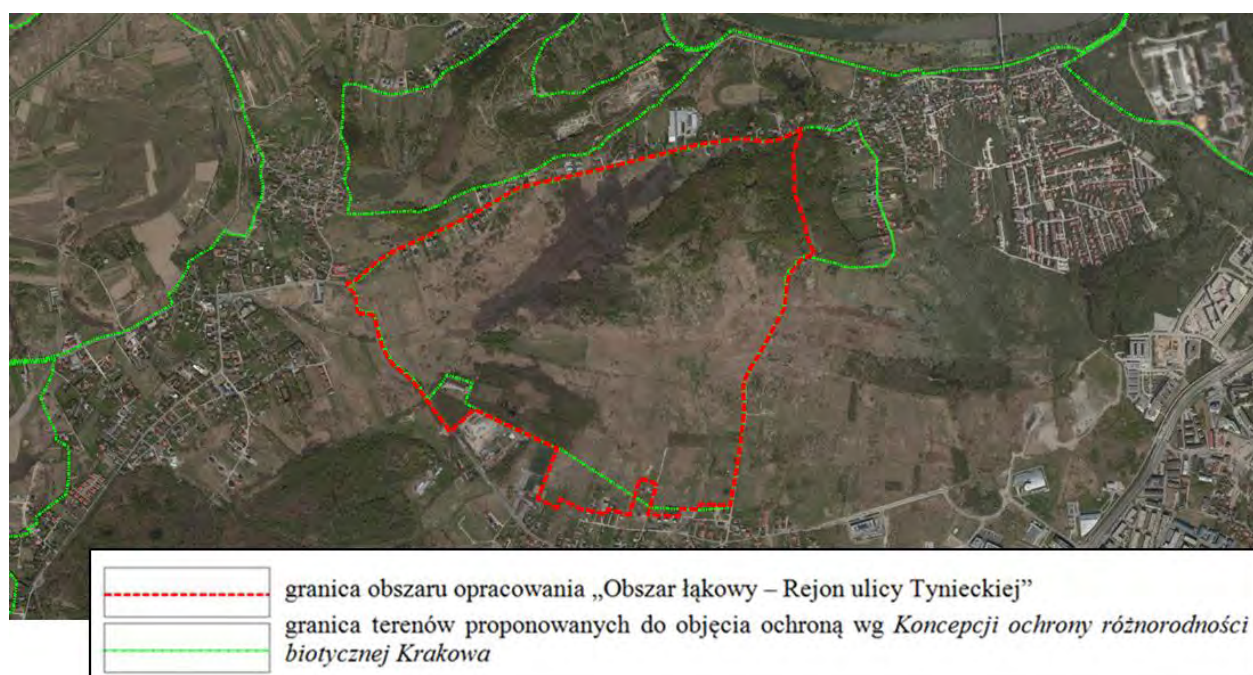 granica obszaru opracowania „Obszar łąkowy – Rejon ulicy Tynieckiej”
granica terenów proponowanych do objęcia ochroną wg Koncepcji ochrony różnorodności
biotycznej Krakowa